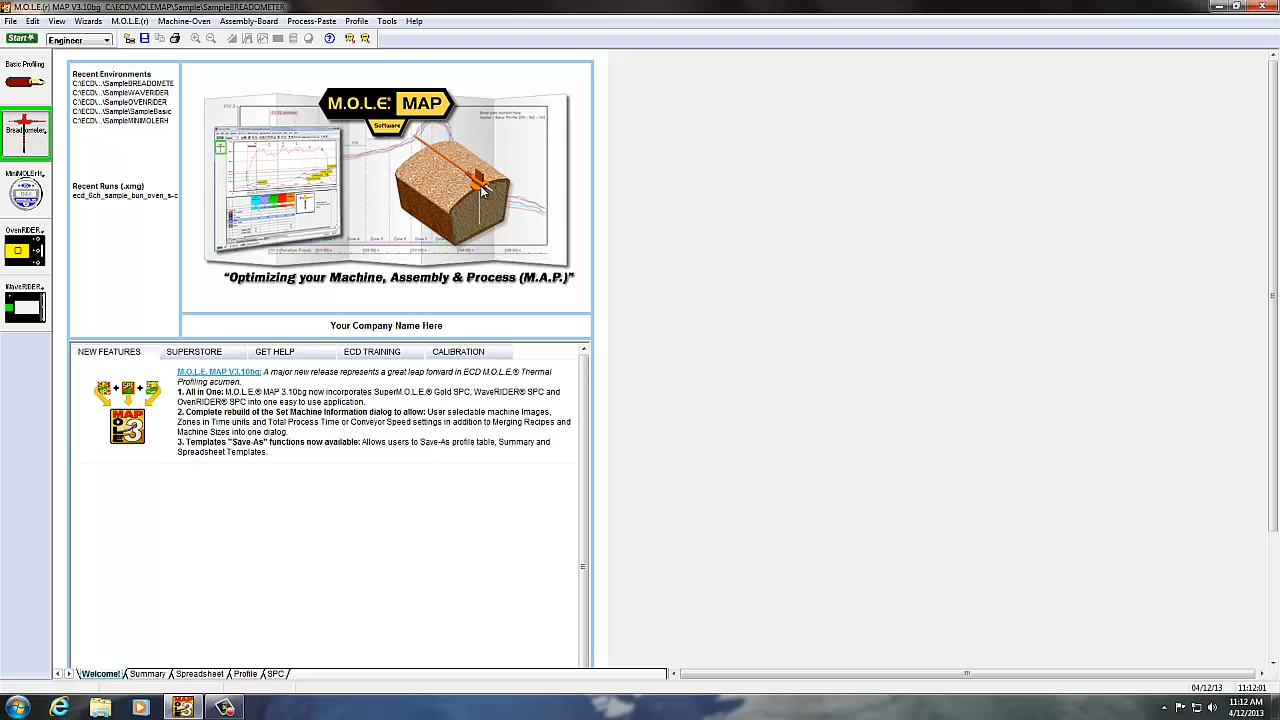 M.O.L.E.(r) MAP V3.10bg C:\ECD\MOLEMAP\Sample\SampleBREADOMETER
File Edit View Wizards M.O.L.E.(r) Machine-Oven Assembly-Board Process-Paste Profile Tools Help
Start Engineer
Basic Profiling
Breadometer
MiniMOLErH
OvenRIDER
WaveRIDER
Recent Environments
C:\ECD\...\SampleBREADOMETE
C:\ECD\...\SampleWAVERIDER
C:\ECD\...\SampleOVENRIDER
C:\ECD\...\SampleSampleBasic
C:\ECD\...\SampleMINIMOLErH
Recent Runs (.xmg)
ecd_6ch_sample_bun_oven_s-c
M.O.L.E.® MAP
Software
"Optimizing your Machine, Assembly & Process (M.A.P.)"
Your Company Name Here
NEW FEATURES SUPERSTORE GET HELP ECD TRAINING CALIBRATION
MAP
MOLE 3
M.O.L.E. MAP V3.10bg: A major new release represents a great leap forward in ECD M.O.L.E.® Thermal
Profiling acumen.
1. All in One: M.O.L.E.® MAP 3.10bg now incorporates SuperM.O.L.E.® Gold SPC, WaveRIDER® SPC and
OvenRIDER® SPC into one easy to use application.
2. Complete rebuild of the Set Machine Information dialog to allow: User selectable machine Images,
Zones in Time units and Total Process Time or Conveyor Speed settings in addition to Merging Recipes and
Machine Sizes into one dialog.
3. Templates "Save-As" functions now available: Allows users to Save-As profile table, Summary and
Spreadsheet Templates.
Welcome! Summary Spreadsheet Profile SPC
04/12/13 11:12:01
11:12 AM
4/12/2013